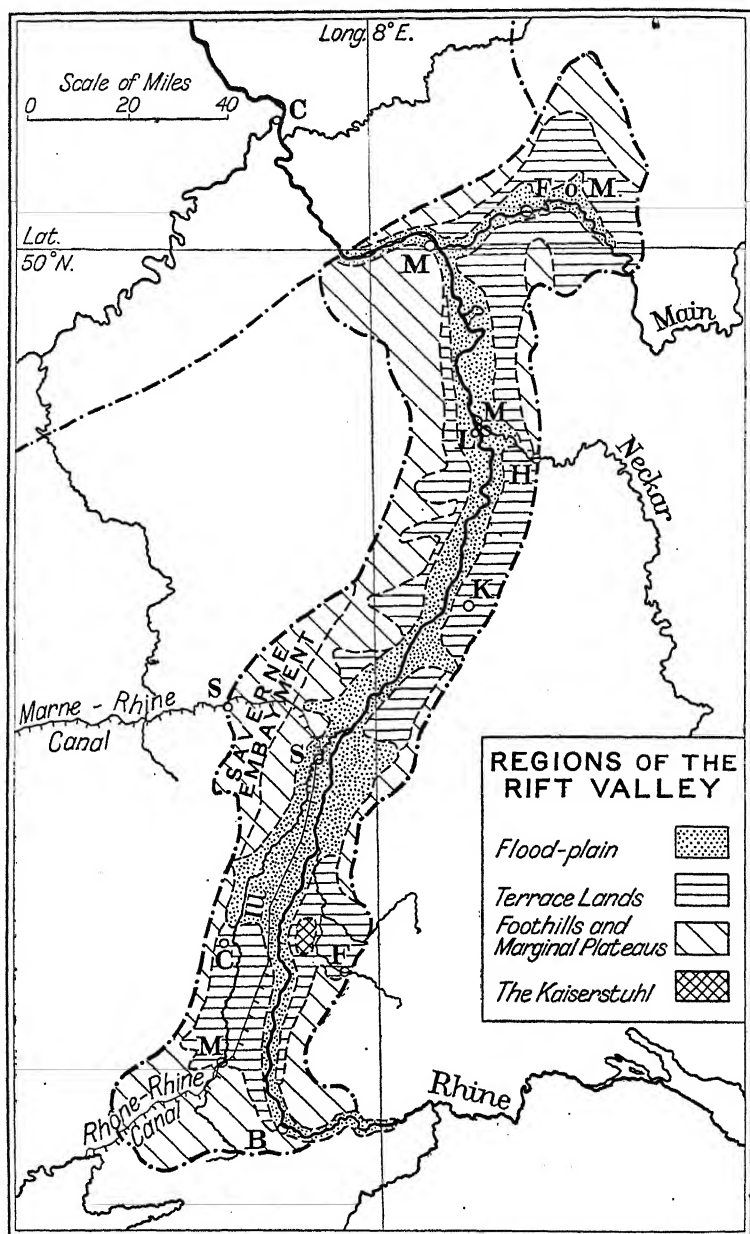 Long. 8° E.
Scale of Miles
0 20 40
C
F o M.
Lat.
50°N.
M
Main
M
L
H
Neckar
K
SAVERNE
EMBAYMENT
S
Marne - Rhine
Canal
S
REGIONS OF THE
RIFT VALLEY
Flood-plain
Terrace Lands
Foothills and
Marginal Plateaus
The Kaiserstuhl
Ill
C
F
M
Rhône-Rhine
Canal
B
Rhine